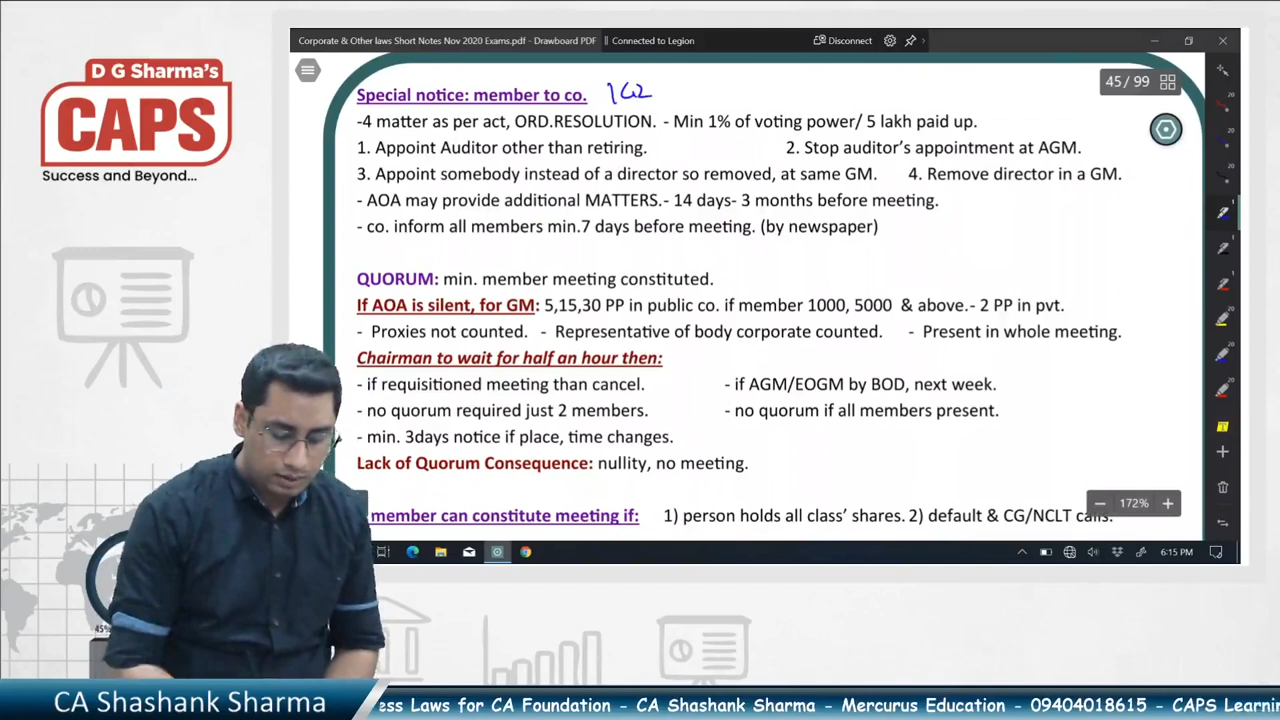 D G Sharma's
CAPS
Success and Beyond...
Corporate & Other laws Short Notes Nov 2020 Exams.pdf - Drawboard PDF
Connected to Legion
Disconnect
45 / 99
Special notice: member to co.
-4 matter as per act, ORD.RESOLUTION. - Min 1% of voting power/ 5 lakh paid up.
1. Appoint Auditor other than retiring. 2. Stop auditor's appointment at AGM.
3. Appoint somebody instead of a director so removed, at same GM. 4. Remove director in a GM.
- AOA may provide additional MATTERS.- 14 days- 3 months before meeting.
- co. inform all members min.7 days before meeting. (by newspaper)
QUORUM: min. member meeting constituted.
If AOA is silent, for GM: 5,15,30 PP in public co. if member 1000, 5000 & above.- 2 PP in pvt.
- Proxies not counted. - Representative of body corporate counted. - Present in whole meeting.
Chairman to wait for half an hour then:
- if requisitioned meeting than cancel. - if AGM/EOGM by BOD, next week.
- no quorum required just 2 members. - no quorum if all members present.
- min. 3days notice if place, time changes.
Lack of Quorum Consequence: nullity, no meeting.
member can constitute meeting if: 1) person holds all class' shares. 2) default & CG/NCLT calls.
172%
6:15 PM
45%
CA Shashank Sharma
ess Laws for CA Foundation - CA Shashank Sharma - Mercurus Education - 09404018615 - CAPS Learni